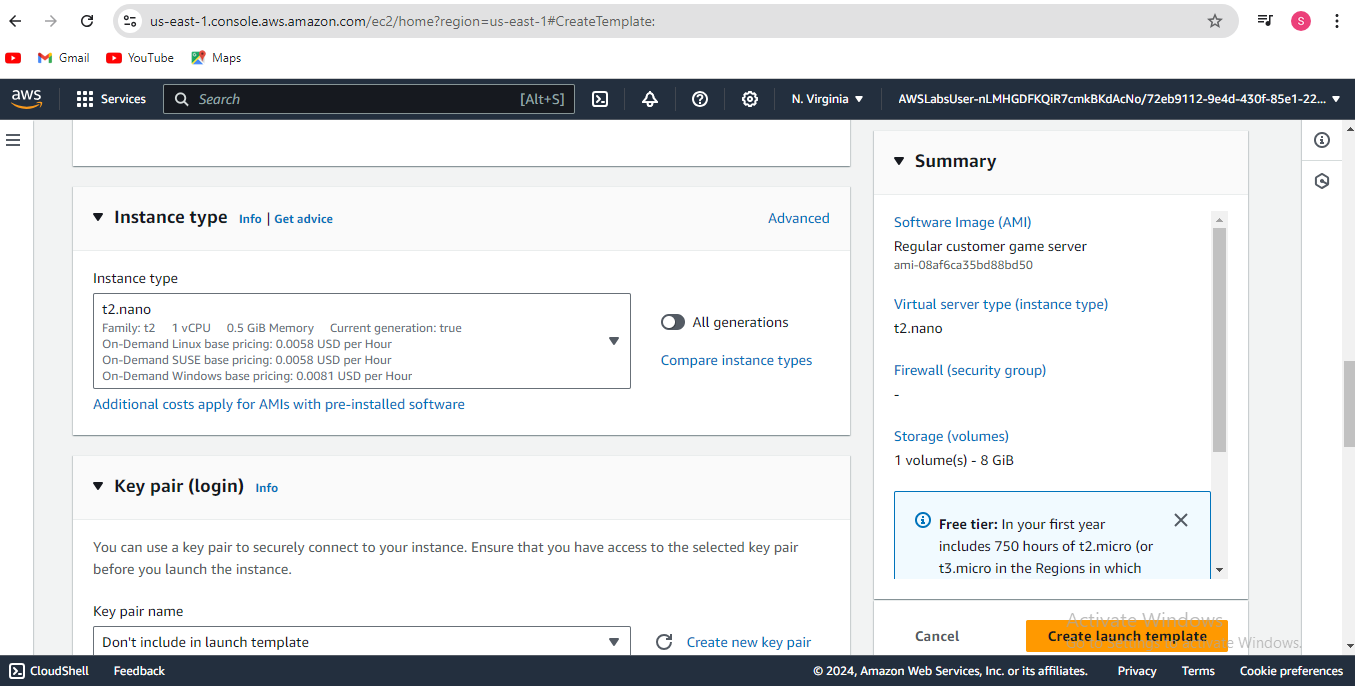 us-east-1.console.aws.amazon.com/ec2/home?region=us-east-1#CreateTemplate:
S
Gmail
YouTube
Maps
aws
Services
Search
[Alt+S]
N. Virginia
AWSLabsUser-nLMHGDFKQiR7cmkBKdAcNo/72eb9112-9e4d-430f-85e1-22...
Instance type
Info | Get advice
Advanced
Instance type
t2.nano
Family: t2 1 vCPU 0.5 GiB Memory Current generation: true
On-Demand Linux base pricing: 0.0058 USD per Hour
On-Demand SUSE base pricing: 0.0058 USD per Hour
On-Demand Windows base pricing: 0.0081 USD per Hour
All generations
Compare instance types
Additional costs apply for AMIs with pre-installed software
Key pair (login)
Info
You can use a key pair to securely connect to your instance. Ensure that you have access to the selected key pair
before you launch the instance.
Key pair name
Don't include in launch template
Create new key pair
Summary
Software Image (AMI)
Regular customer game server
ami-08af6ca35bd88bd50
Virtual server type (instance type)
t2.nano
Firewall (security group)
-
Storage (volumes)
1 volume(s) - 8 GiB
Free tier: In your first year
includes 750 hours of t2.micro (or
t3.micro in the Regions in which
Activate Windows
Cancel
Create launch template
Windows.
CloudShell
Feedback
© 2024, Amazon Web Services, Inc. or its affiliates.
Privacy
Terms
Cookie preferences